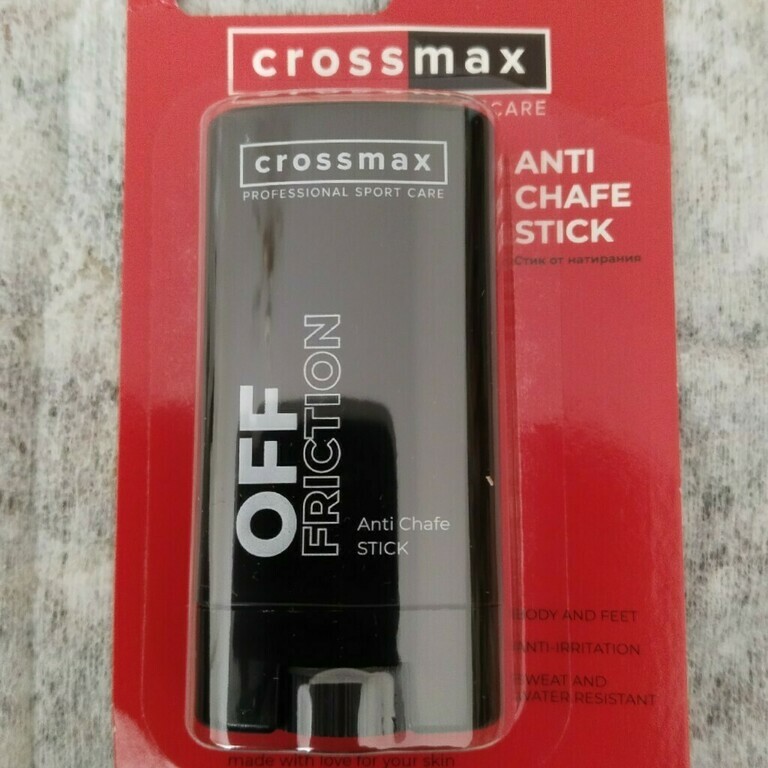 crossmax
CARE
ANTI
CHAFE
STICK
Стик от натирания
crossmax
PROFESSIONAL SPORT CARE
OFF
FRICTION
Anti Chafe
STICK
BODY AND FEET
ANTI-IRRITATION
SWEAT AND
WATER RESISTANT
made with love for your skin